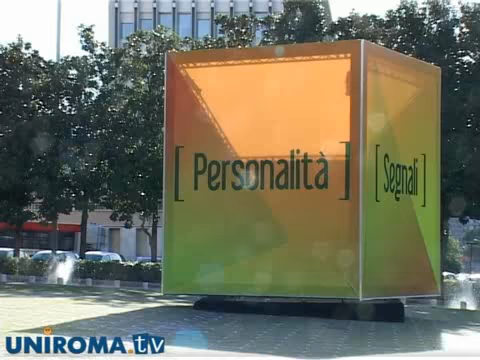 [ Personalità ]
[ Segnali ]
UNIROMA.tv